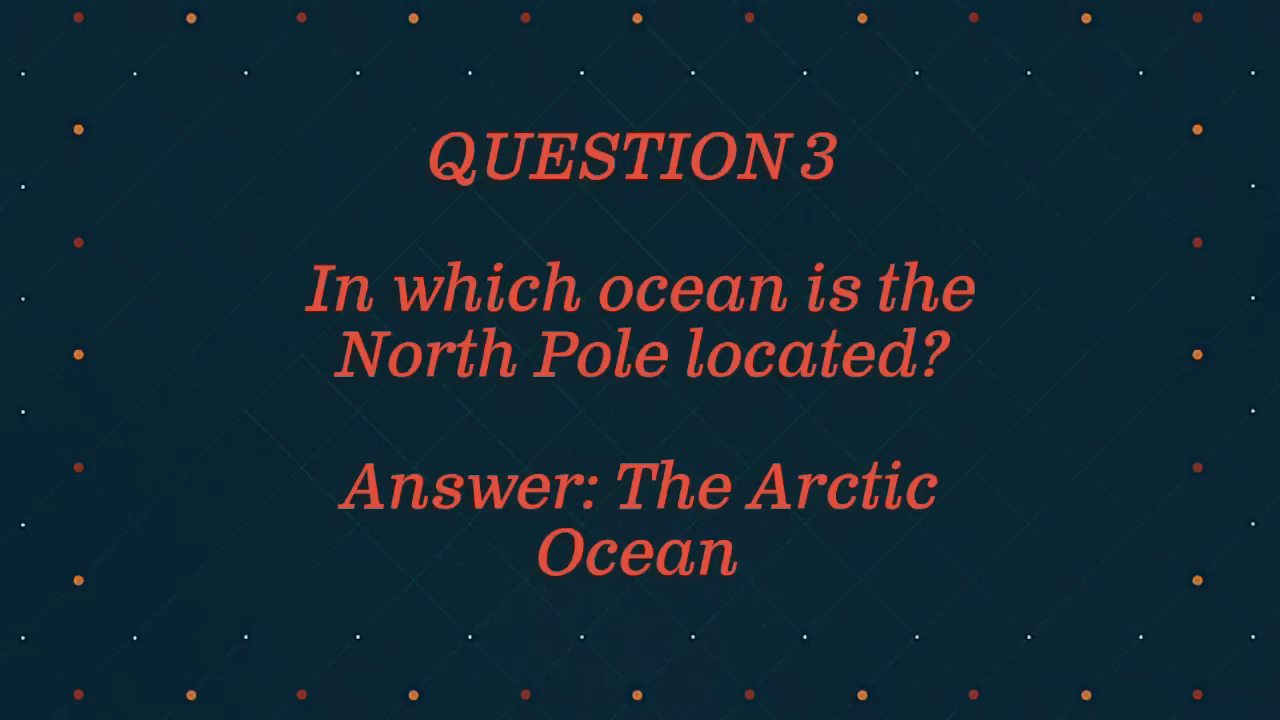 QUESTION 3
In which ocean is the
North Pole located?
Answer: The Arctic
Ocean